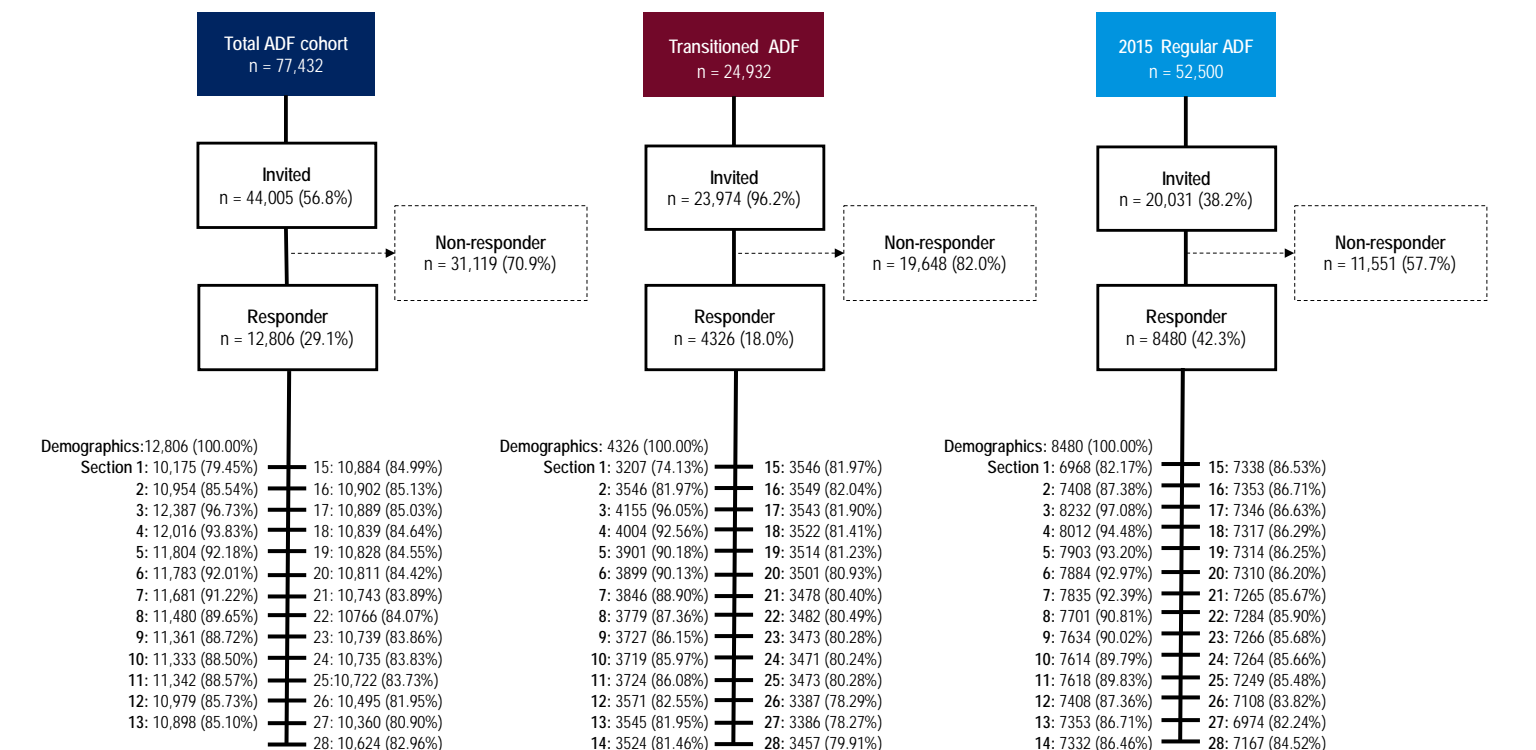 Total ADF cohort
n = 77,432
Invited
n = 44,005 (56.8%)
Non-responder
n = 31,119 (70.9%)
Responder
n = 12,806 (29.1%)
Demographics:12,806 (100.00%)
Section 1: 10,175 (79.45%)
2: 10,954 (85.54%)
3: 12,387 (96.73%)
4: 12,016 (93.83%)
5: 11,804 (92.18%)
6: 11,783 (92.01%)
7: 11,681 (91.22%)
8: 11,480 (89.65%)
9: 11,361 (88.72%)
10: 11,333 (88.50%)
11: 11,342 (88.57%)
12: 10,979 (85.73%)
13: 10,898 (85.10%)
15: 10,884 (84.99%)
16: 10,902 (85.13%)
17: 10,889 (85.03%)
18: 10,839 (84.64%)
19: 10,828 (84.55%)
20: 10,811 (84.42%)
21: 10,743 (83.89%)
22: 10766 (84.07%)
23: 10,739 (83.86%)
24: 10,735 (83.83%)
25:10,722 (83.73%)
26: 10,495 (81.95%)
27: 10,360 (80.90%)
28: 10,624 (82.96%)
Transitioned ADF
n = 24,932
Invited
n = 23,974 (96.2%)
Non-responder
n = 19,648 (82.0%)
Responder
n = 4326 (18.0%)
Demographics: 4326 (100.00%)
Section 1: 3207 (74.13%)
2: 3546 (81.97%)
3: 4155 (96.05%)
4: 4004 (92.56%)
5: 3901 (90.18%)
6: 3899 (90.13%)
7: 3846 (88.90%)
8: 3779 (87.36%)
9: 3727 (86.15%)
10: 3719 (85.97%)
11: 3724 (86.08%)
12: 3571 (82.55%)
13: 3545 (81.95%)
14: 3524 (81.46%)
15: 3546 (81.97%)
16: 3549 (82.04%)
17: 3543 (81.90%)
18: 3522 (81.41%)
19: 3514 (81.23%)
20: 3501 (80.93%)
21: 3478 (80.40%)
22: 3482 (80.49%)
23: 3473 (80.28%)
24: 3471 (80.24%)
25: 3473 (80.28%)
26: 3387 (78.29%)
27: 3386 (78.27%)
28: 3457 (79.91%)
2015 Regular ADF
n = 52,500
Invited
n = 20,031 (38.2%)
Non-responder
n = 11,551 (57.7%)
Responder
n = 8480 (42.3%)
Demographics: 8480 (100.00%)
Section 1: 6968 (82.17%)
2: 7408 (87.38%)
3: 8232 (97.08%)
4: 8012 (94.48%)
5: 7903 (93.20%)
6: 7884 (92.97%)
7: 7835 (92.39%)
8: 7701 (90.81%)
9: 7634 (90.02%)
10: 7614 (89.79%)
11: 7618 (89.83%)
12: 7408 (87.36%)
13: 7353 (86.71%)
14: 7332 (86.46%)
15: 7338 (86.53%)
16: 7353 (86.71%)
17: 7346 (86.63%)
18: 7317 (86.29%)
19: 7314 (86.25%)
20: 7310 (86.20%)
21: 7265 (85.67%)
22: 7284 (85.90%)
23: 7266 (85.68%)
24: 7264 (85.66%)
25: 7249 (85.48%)
26: 7108 (83.82%)
27: 6974 (82.24%)
28: 7167 (84.52%)